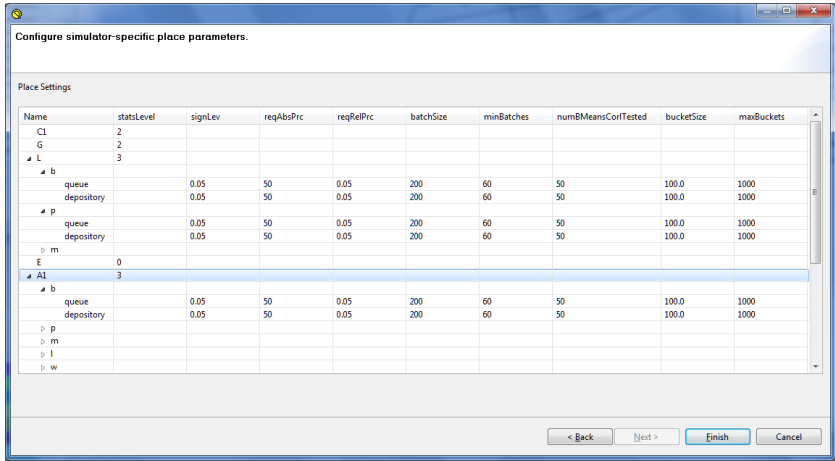 Configure simulator-specific place parameters.
Place Settings
Name statsLevel signLev reqAbsPrc reqRelPrc batchSize minBatches numBMeansCorlTested bucketSize maxBuckets
C1 2
G 2
L 3
b
queue 0.05 50 0.05 200 60 50 100.0 1000
depository 0.05 50 0.05 200 60 50 100.0 1000
p
queue 0.05 50 0.05 200 60 50 100.0 1000
depository 0.05 50 0.05 200 60 50 100.0 1000
m
E 0
A1 3
b
queue 0.05 50 0.05 200 60 50 100.0 1000
depository 0.05 50 0.05 200 60 50 100.0 1000
p
m
l
w
< Back Next > Finish Cancel